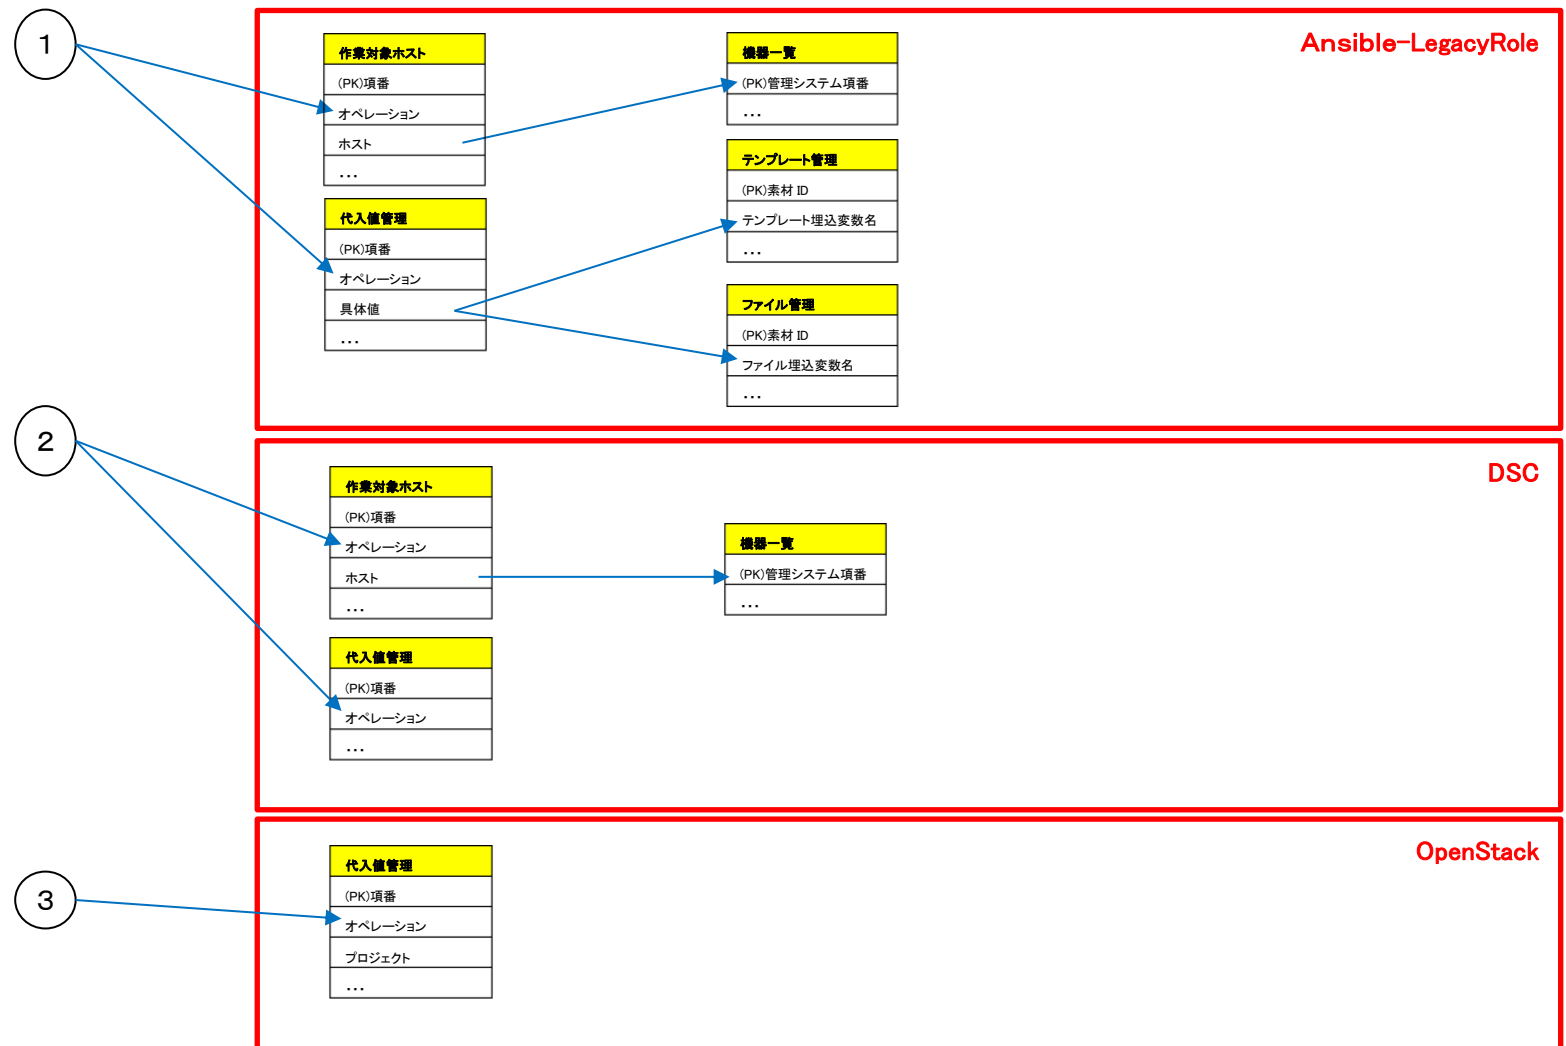 1
Ansible-LegacyRole
作業対象ホスト
(PK)項番
オペレーション
ホスト
...
機器一覧
(PK)管理システム項番
...
テンプレート管理
(PK)素材 ID
テンプレート埋込変数名
...
代入値管理
(PK)項番
オペレーション
具体値
...
ファイル管理
(PK)素材 ID
ファイル埋込変数名
...
2
DSC
作業対象ホスト
(PK)項番
オペレーション
ホスト
...
機器一覧
(PK)管理システム項番
...
代入値管理
(PK)項番
オペレーション
...
3
OpenStack
代入値管理
(PK)項番
オペレーション
プロジェクト
...